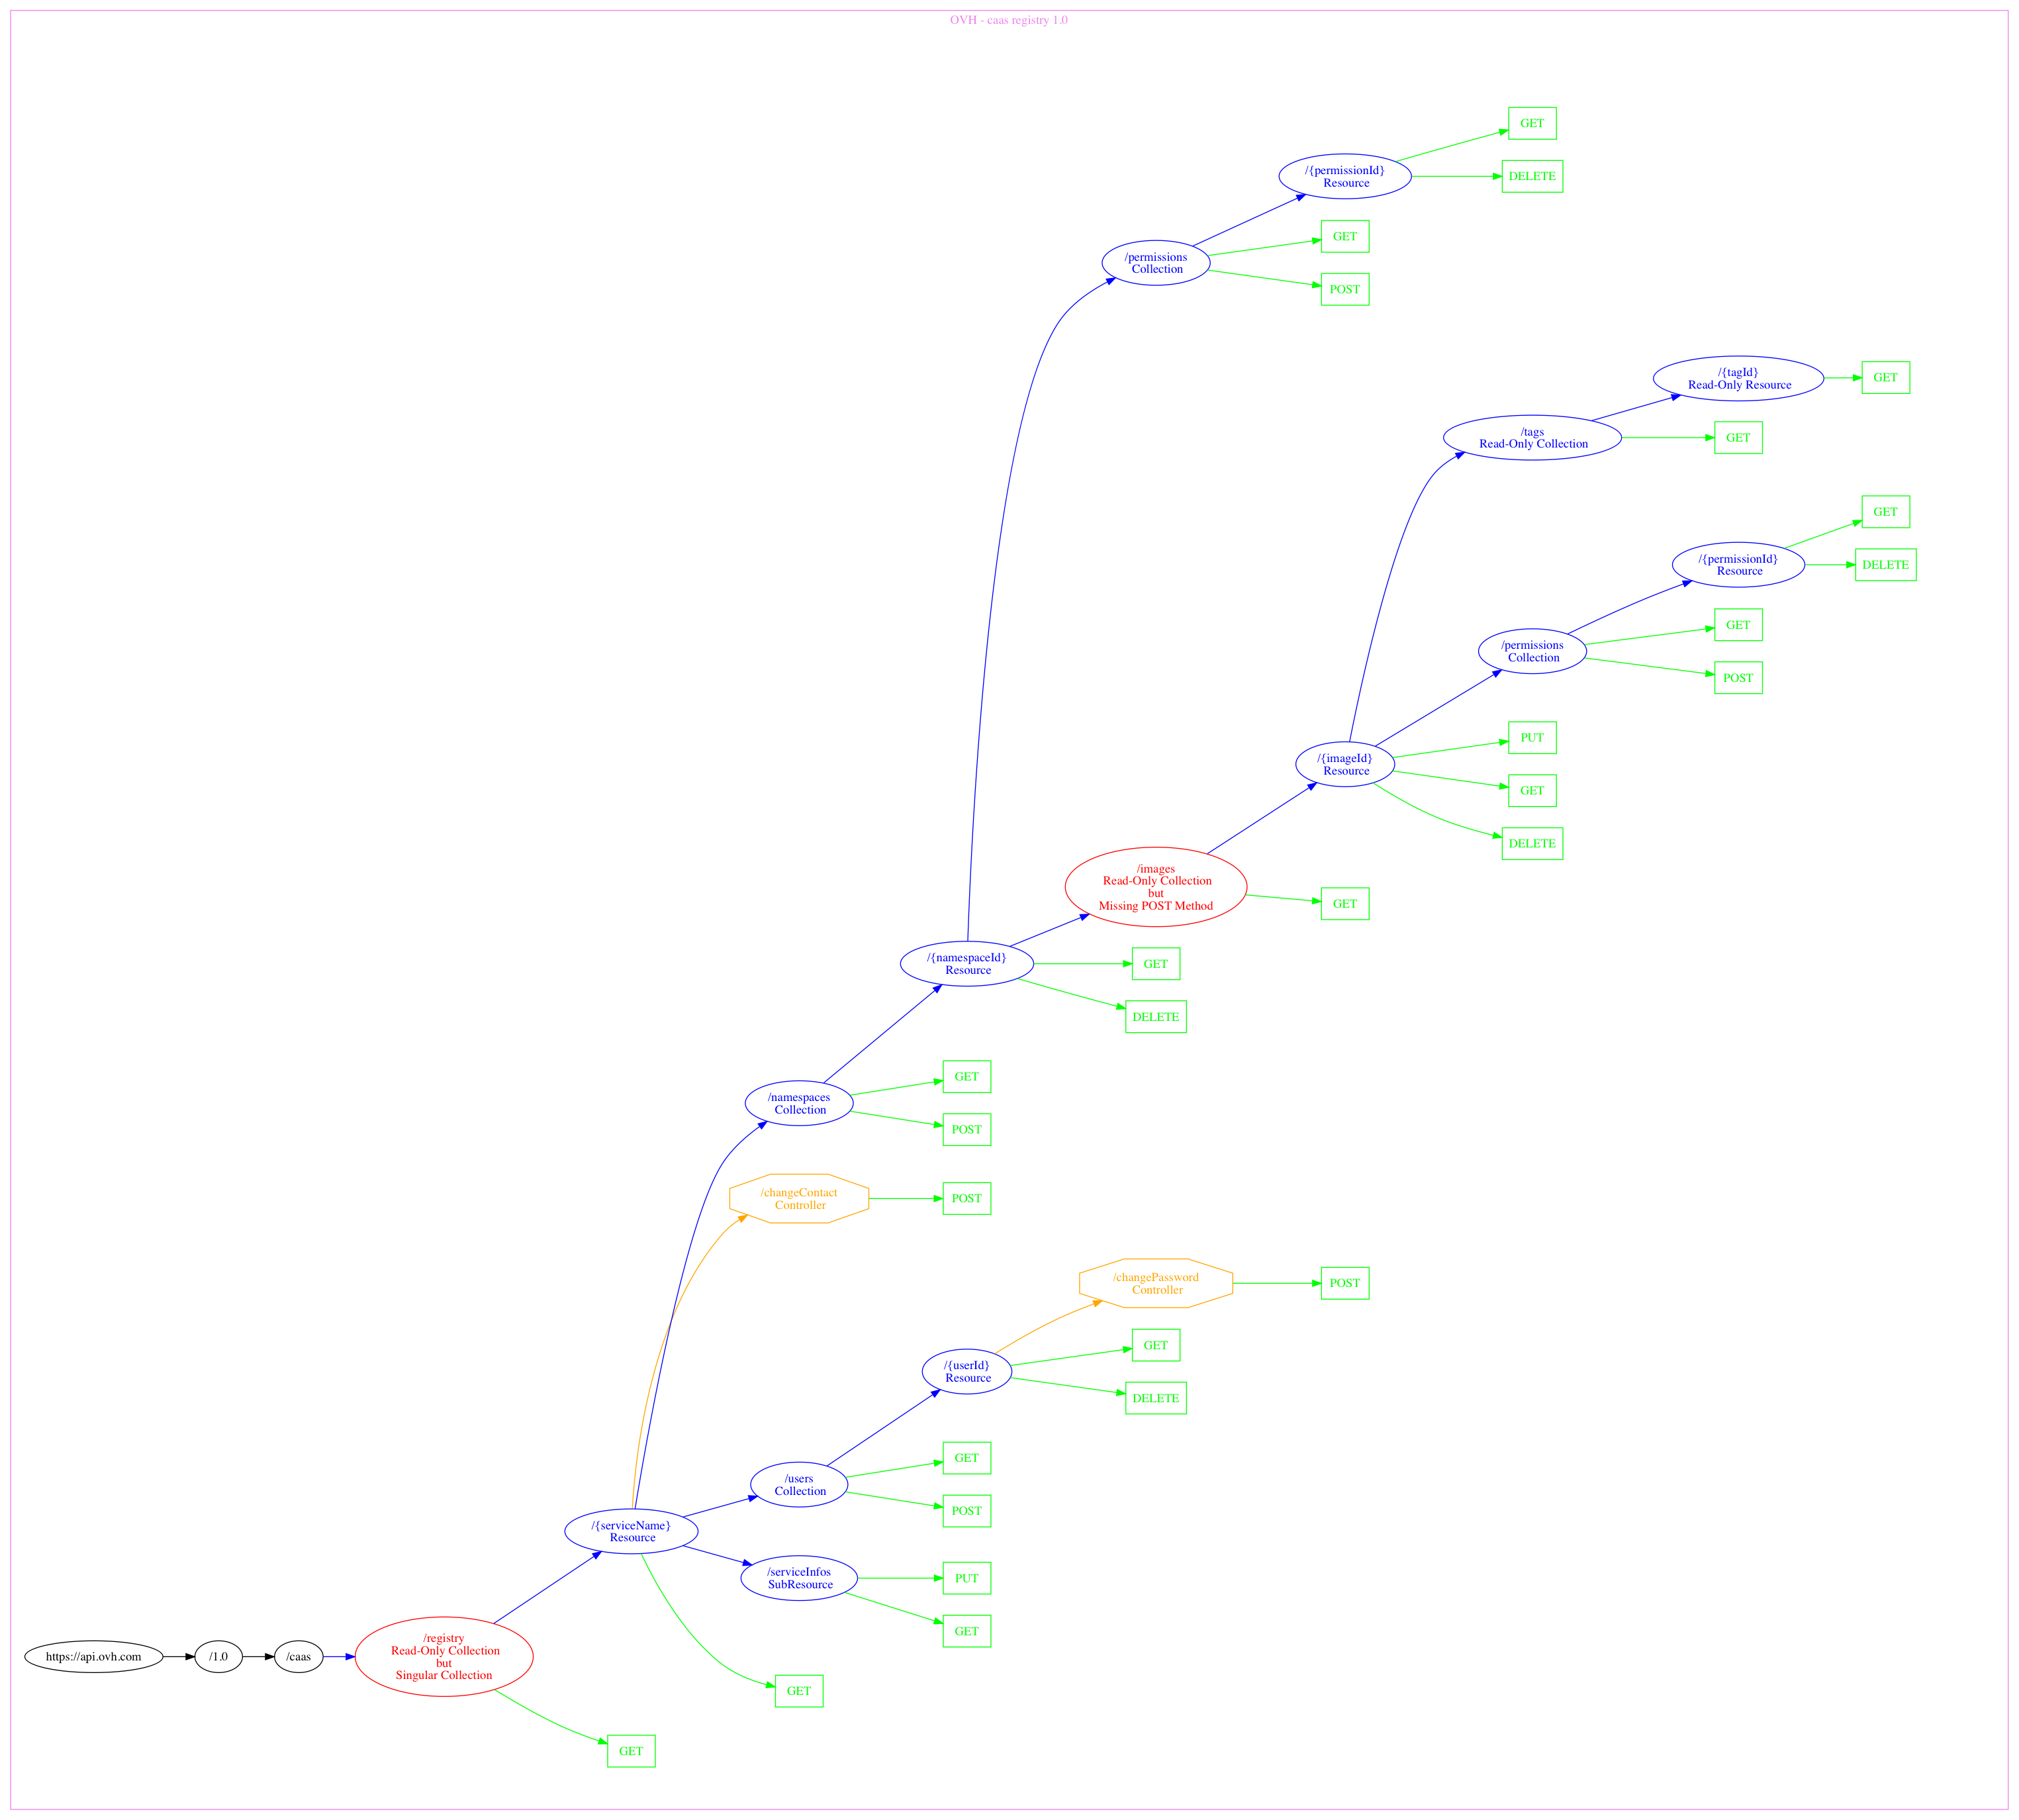 OVH - caas registry 1.0
GET
/{permissionId}
Resource
DELETE
GET
/permissions
Collection
POST
/{tagId}
Read-Only Resource
GET
/tags
Read-Only Collection
GET
GET
/{permissionId}
Resource
DELETE
GET
/permissions
Collection
POST
PUT
/{imageId}
Resource
GET
DELETE
/images
Read-Only Collection
but
Missing POST Method
GET
/{namespaceId}
Resource
GET
DELETE
GET
/namespaces
Collection
POST
/changeContact
Controller
POST
/changePassword
Controller
POST
GET
/{userId}
Resource
DELETE
GET
/users
Collection
POST
/{serviceName}
Resource
/serviceInfos
SubResource
PUT
GET
https://api.ovh.com
/1.0
/caas
/registry
Read-Only Collection
but
Singular Collection
GET
GET